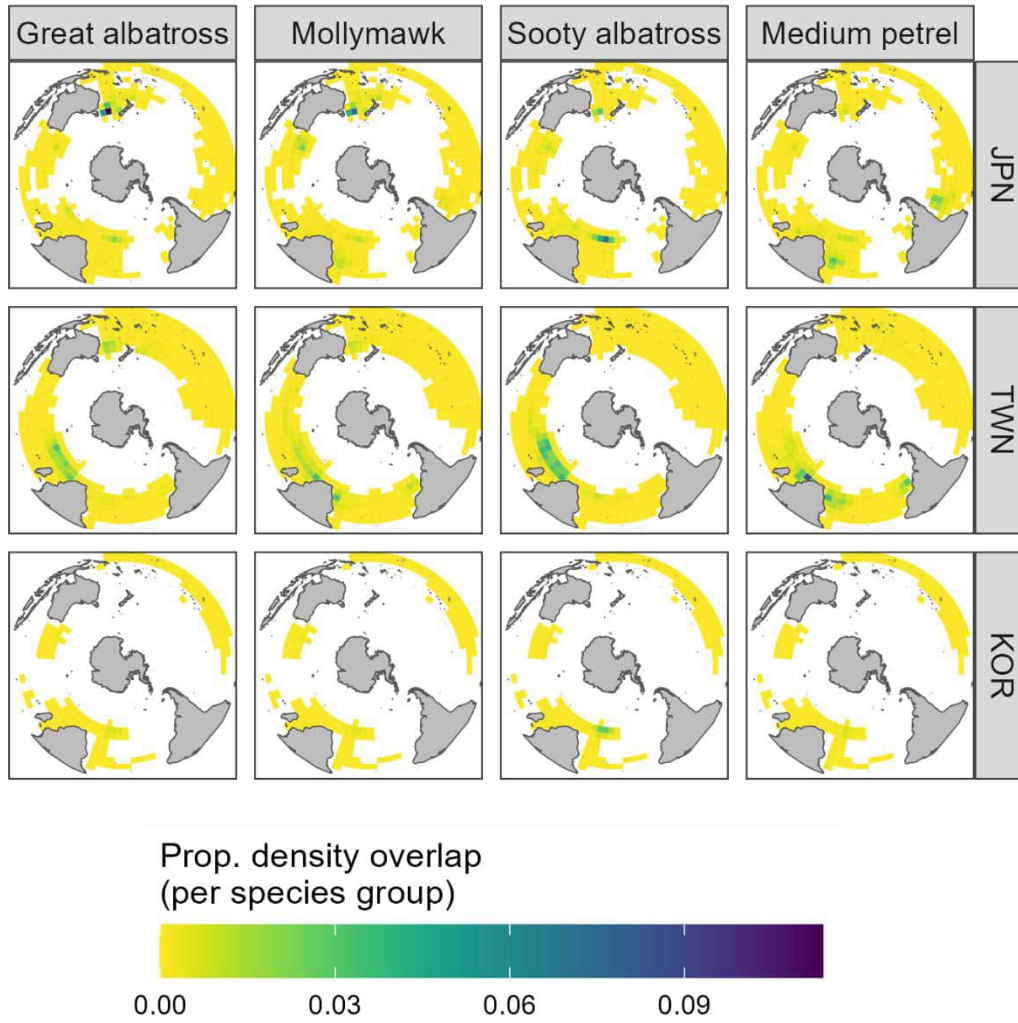 Great albatross
Mollymawk
Sooty albatross
Medium petrel
JPN
TWN
KOR
Prop. density overlap
(per species group)
0.00
0.03
0.06
0.09